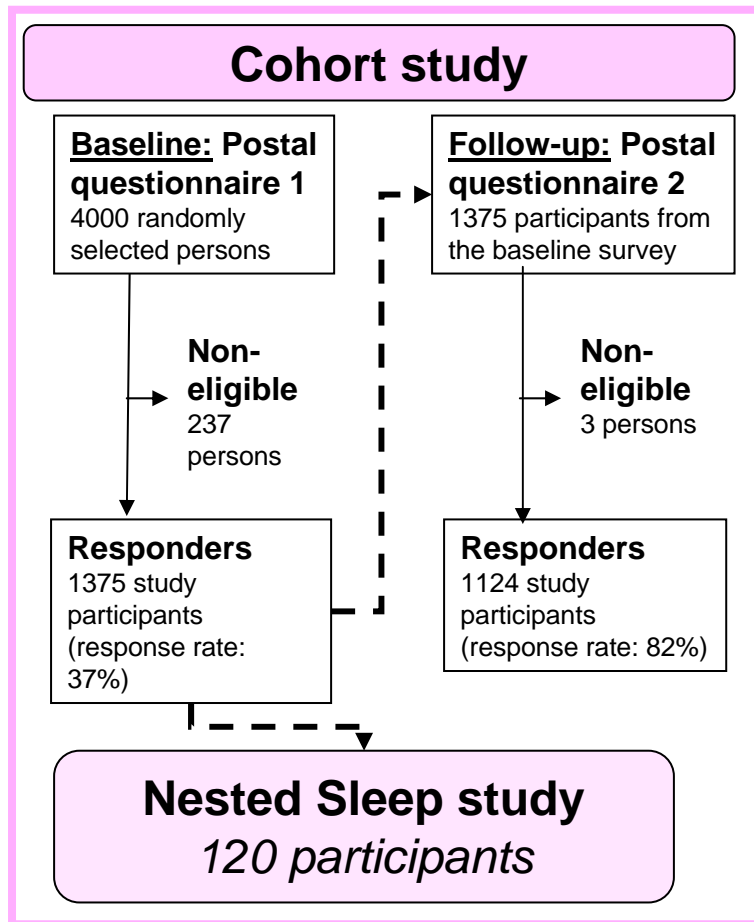 Cohort study
Baseline: Postal
questionnaire 1
4000 randomly
selected persons
Non-
eligible
237
persons
Responders
1375 study
participants
(response rate:
37%)
Follow-up: Postal
questionnaire 2
1375 participants from
the baseline survey
Non-
eligible
3 persons
Responders
1124 study
participants
(response rate: 82%)
Nested Sleep study
120 participants